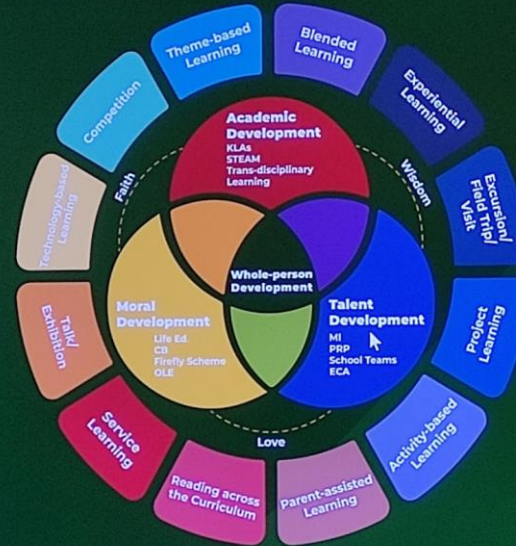 Theme-based
Learning
Blended
Learning
Experiential
Learning
Excursion/
Field Trip/
Visit
Project
Learning
Activity-based
Learning
Parent-assisted
Learning
Reading across
the Curriculum
Service
Learning
Talk/
Exhibition
Technology-based
Learning
Competition
Faith
Wisdom
Love
Academic
Development
KLAs
STEAM
Trans-disciplinary
Learning
Whole-person
Development
Moral
Development
Life Ed.
CB
Firefly Scheme
OLE
Talent
Development
MI
PRP
School Teams
ECA